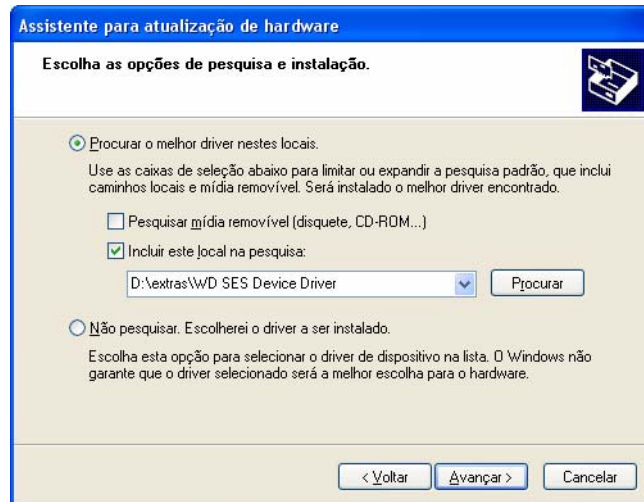 Assistente para atualização de hardware
Escolha as opções de pesquisa e instalação.
Procurar o melhor driver nestes locais.
Use as caixas de seleção abaixo para limitar ou expandir a pesquisa padrão, que inclui
caminhos locais e mídia removível. Será instalado o melhor driver encontrado.
Pesquisar mídia removível (disquete, CD-ROM...)
Incluir este local na pesquisa:
D:\extras\WD SES Device Driver
Procurar
Não pesquisar. Escolherei o driver a ser instalado.
Escolha esta opção para selecionar o driver de dispositivo na lista. O Windows não
garante que o driver selecionado será a melhor escolha para o hardware.
< Voltar Avançar > Cancelar